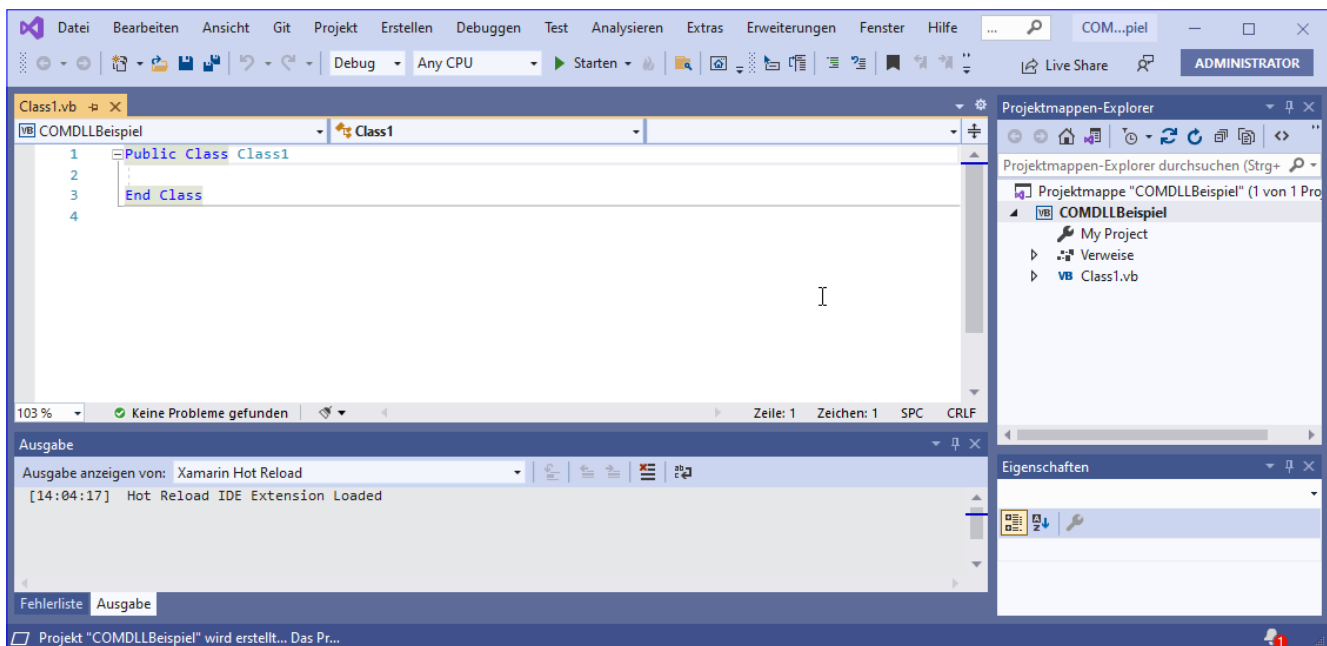 Datei Bearbeiten Ansicht Git Projekt Erstellen Debuggen Test Analysieren Extras Erweiterungen Fenster Hilfe ... COM...piel
Debug Any CPU Starten Live Share ADMINISTRATOR
Class1.vb
VB COMDLLBeispiel Class1
1 Public Class Class1
2
3 End Class
4
103 % Keine Probleme gefunden Zeile: 1 Zeichen: 1 SPC CRLF
Ausgabe
Ausgabe anzeigen von: Xamarin Hot Reload
[14:04:17] Hot Reload IDE Extension Loaded
Fehlerliste Ausgabe
Projektmappen-Explorer
Projektmappen-Explorer durchsuchen (Strg+
Projektmappe "COMDLLBeispiel" (1 von 1 Pro
VB COMDLLBeispiel
My Project
Verweise
VB Class1.vb
Eigenschaften
Projekt "COMDLLBeispiel" wird erstellt... Das Pr...
1